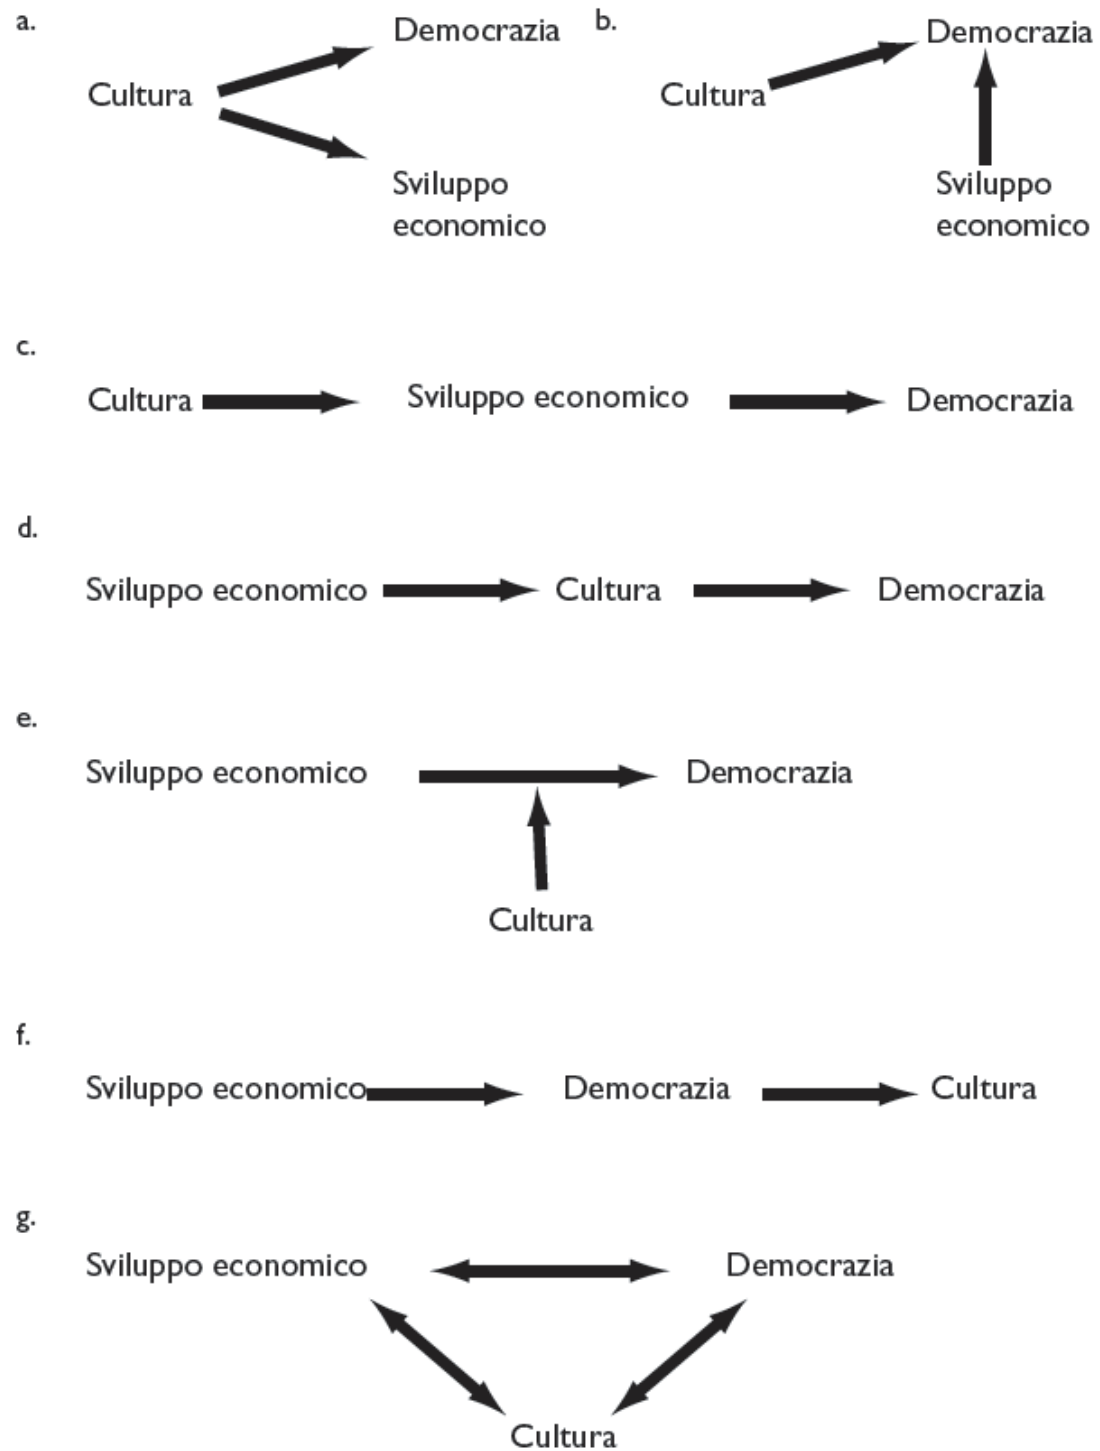 a.
Democrazia
Cultura
Sviluppo
economico
b.
Democrazia
Cultura
Sviluppo
economico
c.
Cultura Sviluppo economico Democrazia
d.
Sviluppo economico Cultura Democrazia
e.
Sviluppo economico Democrazia
Cultura
f.
Sviluppo economico Democrazia Cultura
g.
Sviluppo economico Democrazia
Cultura